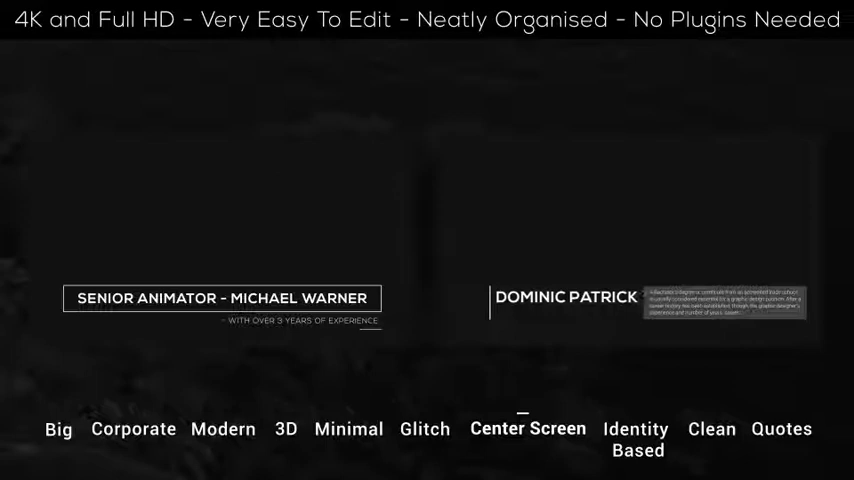 4K and Full HD - Very Easy To Edit - Neatly Organised - No Plugins Needed
SENIOR ANIMATOR - MICHAEL WARNER
- WITH OVER 3 YEARS OF EXPERIENCE
DOMINIC PATRICK
Big Corporate Modern 3D Minimal Glitch Center Screen Identity Based Clean Quotes